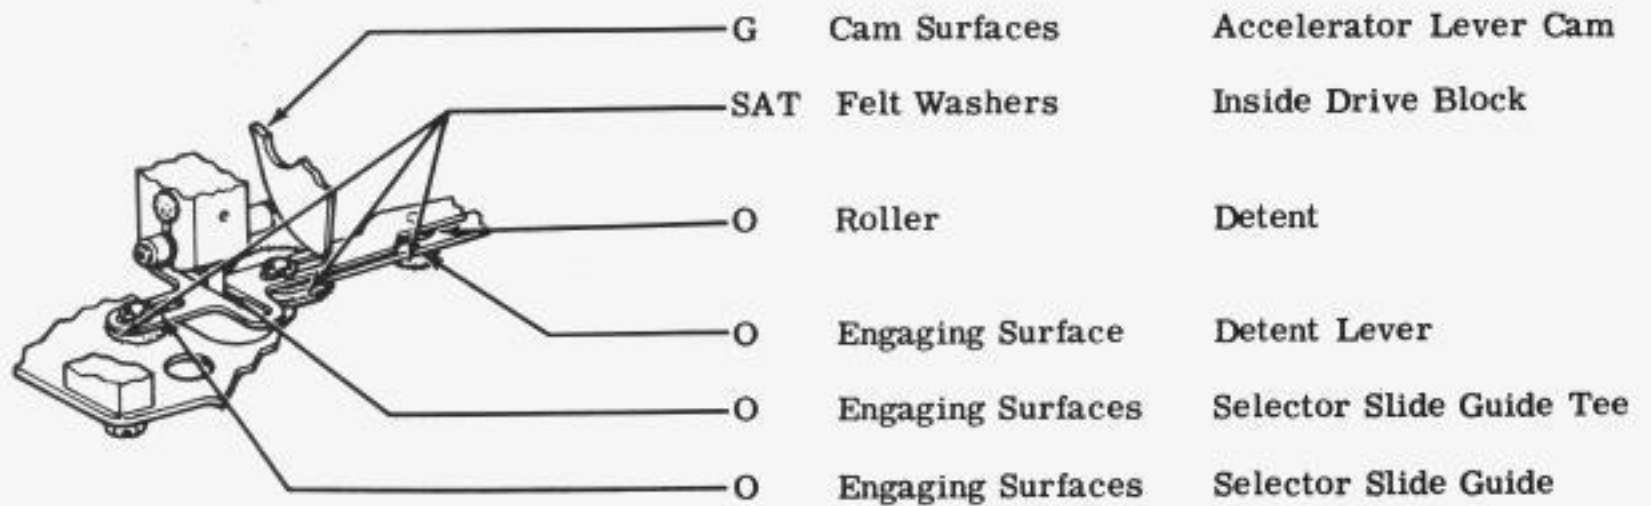 G Cam Surfaces Accelerator Lever Cam
SAT Felt Washers Inside Drive Block
O Roller Detent
O Engaging Surface Detent Lever
O Engaging Surfaces Selector Slide Guide Tee
O Engaging Surfaces Selector Slide Guide